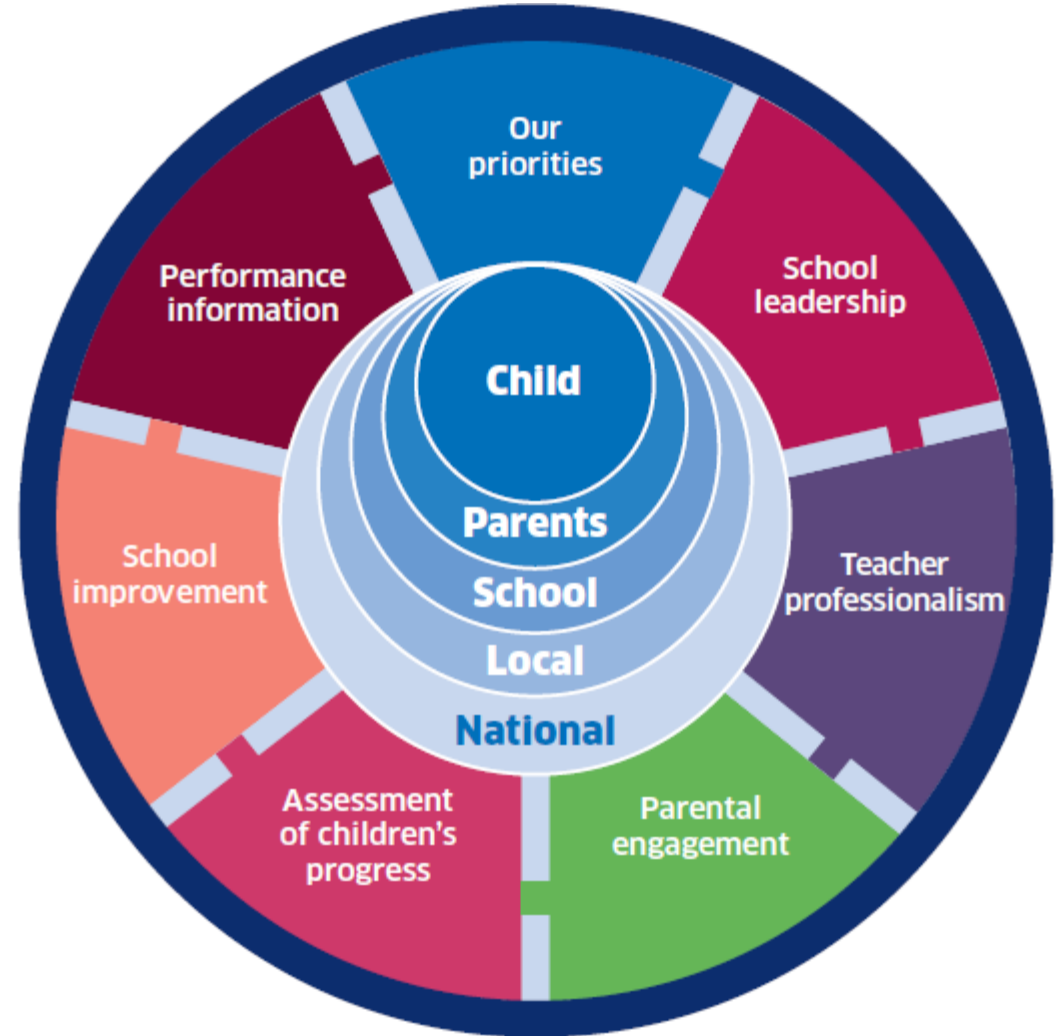 Our
priorities
School
leadership
Teacher
professionalism
Parental
engagement
Assessment
of children's
progress
School
improvement
Performance
information
Child
Parents
School
Local
National